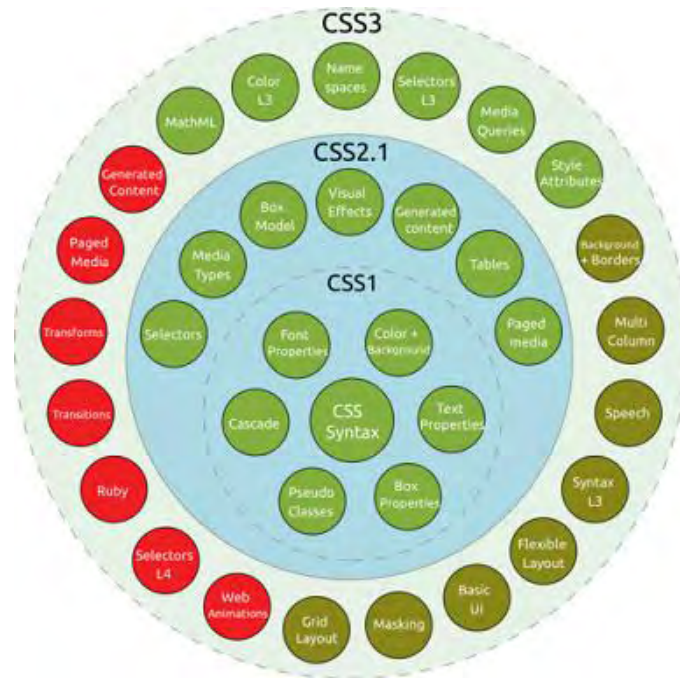 CSS3
Name
spaces
Color
L3
Selectors
L3
MathML
Media
Queries
Style
Attributes
Generated
Content
Background
+ Borders
Paged
Media
Multi
Column
Transforms
Speech
Transitions
Syntax
L3
Ruby
Flexible
Layout
Selectors
L4
Basic
UI
Web
Animations
Masking
Grid
Layout
CSS2.1
Visual
Effects
Box
Model
Generated
content
Media
Types
Tables
Selectors
Paged
media
CSS1
Font
Properties
Color +
Background
Cascade
CSS
Syntax
Text
Properties
Pseudo
Classes
Box
Properties